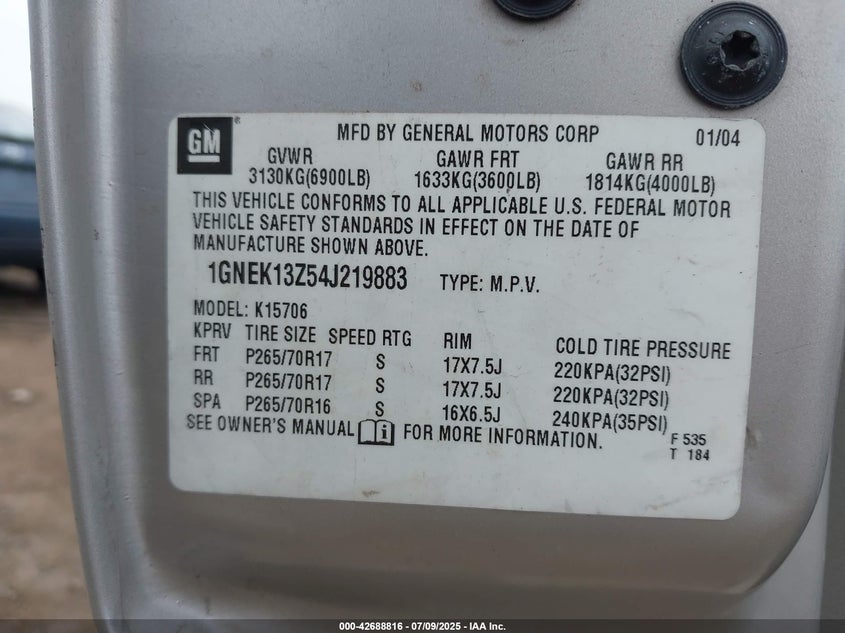 GM
MFD BY GENERAL MOTORS CORP 01/04
GVWR GAWR FRT GAWR RR
3130KG(6900LB) 1633KG(3600LB) 1814KG(4000LB)
THIS VEHICLE CONFORMS TO ALL APPLICABLE U.S. FEDERAL MOTOR
VEHICLE SAFETY STANDARDS IN EFFECT ON THE DATE OF
MANUFACTURE SHOWN ABOVE.
1GNEK13Z54J219883 TYPE: M.P.V.
MODEL: K15706
KPRV TIRE SIZE SPEED RTG RIM COLD TIRE PRESSURE
FRT P265/70R17 S 17X7.5J 220KPA(32PSI)
RR P265/70R17 S 17X7.5J 220KPA(32PSI)
SPA P265/70R16 S 16X6.5J 240KPA(35PSI)
SEE OWNER'S MANUAL i FOR MORE INFORMATION.
F 535
T 184
000-42688816 - 07/09/2025 - IAA Inc.